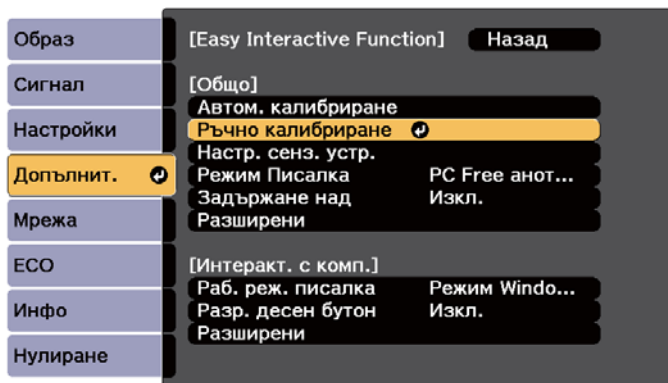 Образ
Сигнал
Настройки
Допълнит.
Мрежа
ECO
Инфо
Нулиране
[Easy Interactive Function] Назад
[Общо]
Автом. калибриране
Ръчно калибриране
Настр. сенз. устр.
Режим Писалка PC Free анот...
Задържане над Изкл.
Разширени
[Интеракт. с комп.]
Раб. реж. писалка Режим Windo...
Разр. десен бутон Изкл.
Разширени